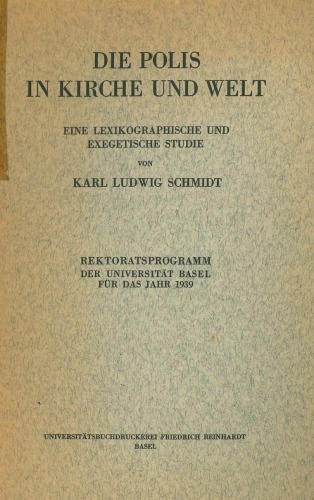 DIE POLIS
IN KIRCHE UND WELT
EINE LEXIKOGRAPHISCHE UND
EXEGETISCHE STUDIE
VON
KARL LUDWIG SCHMIDT
REKTORATSPROGRAMM
DER UNIVERSITÄT BASEL
FÜR DAS JAHR 1939
UNIVERSITÄTSBUCHDRUCKEREI FRIEDRICH REINHARDT
BASEL